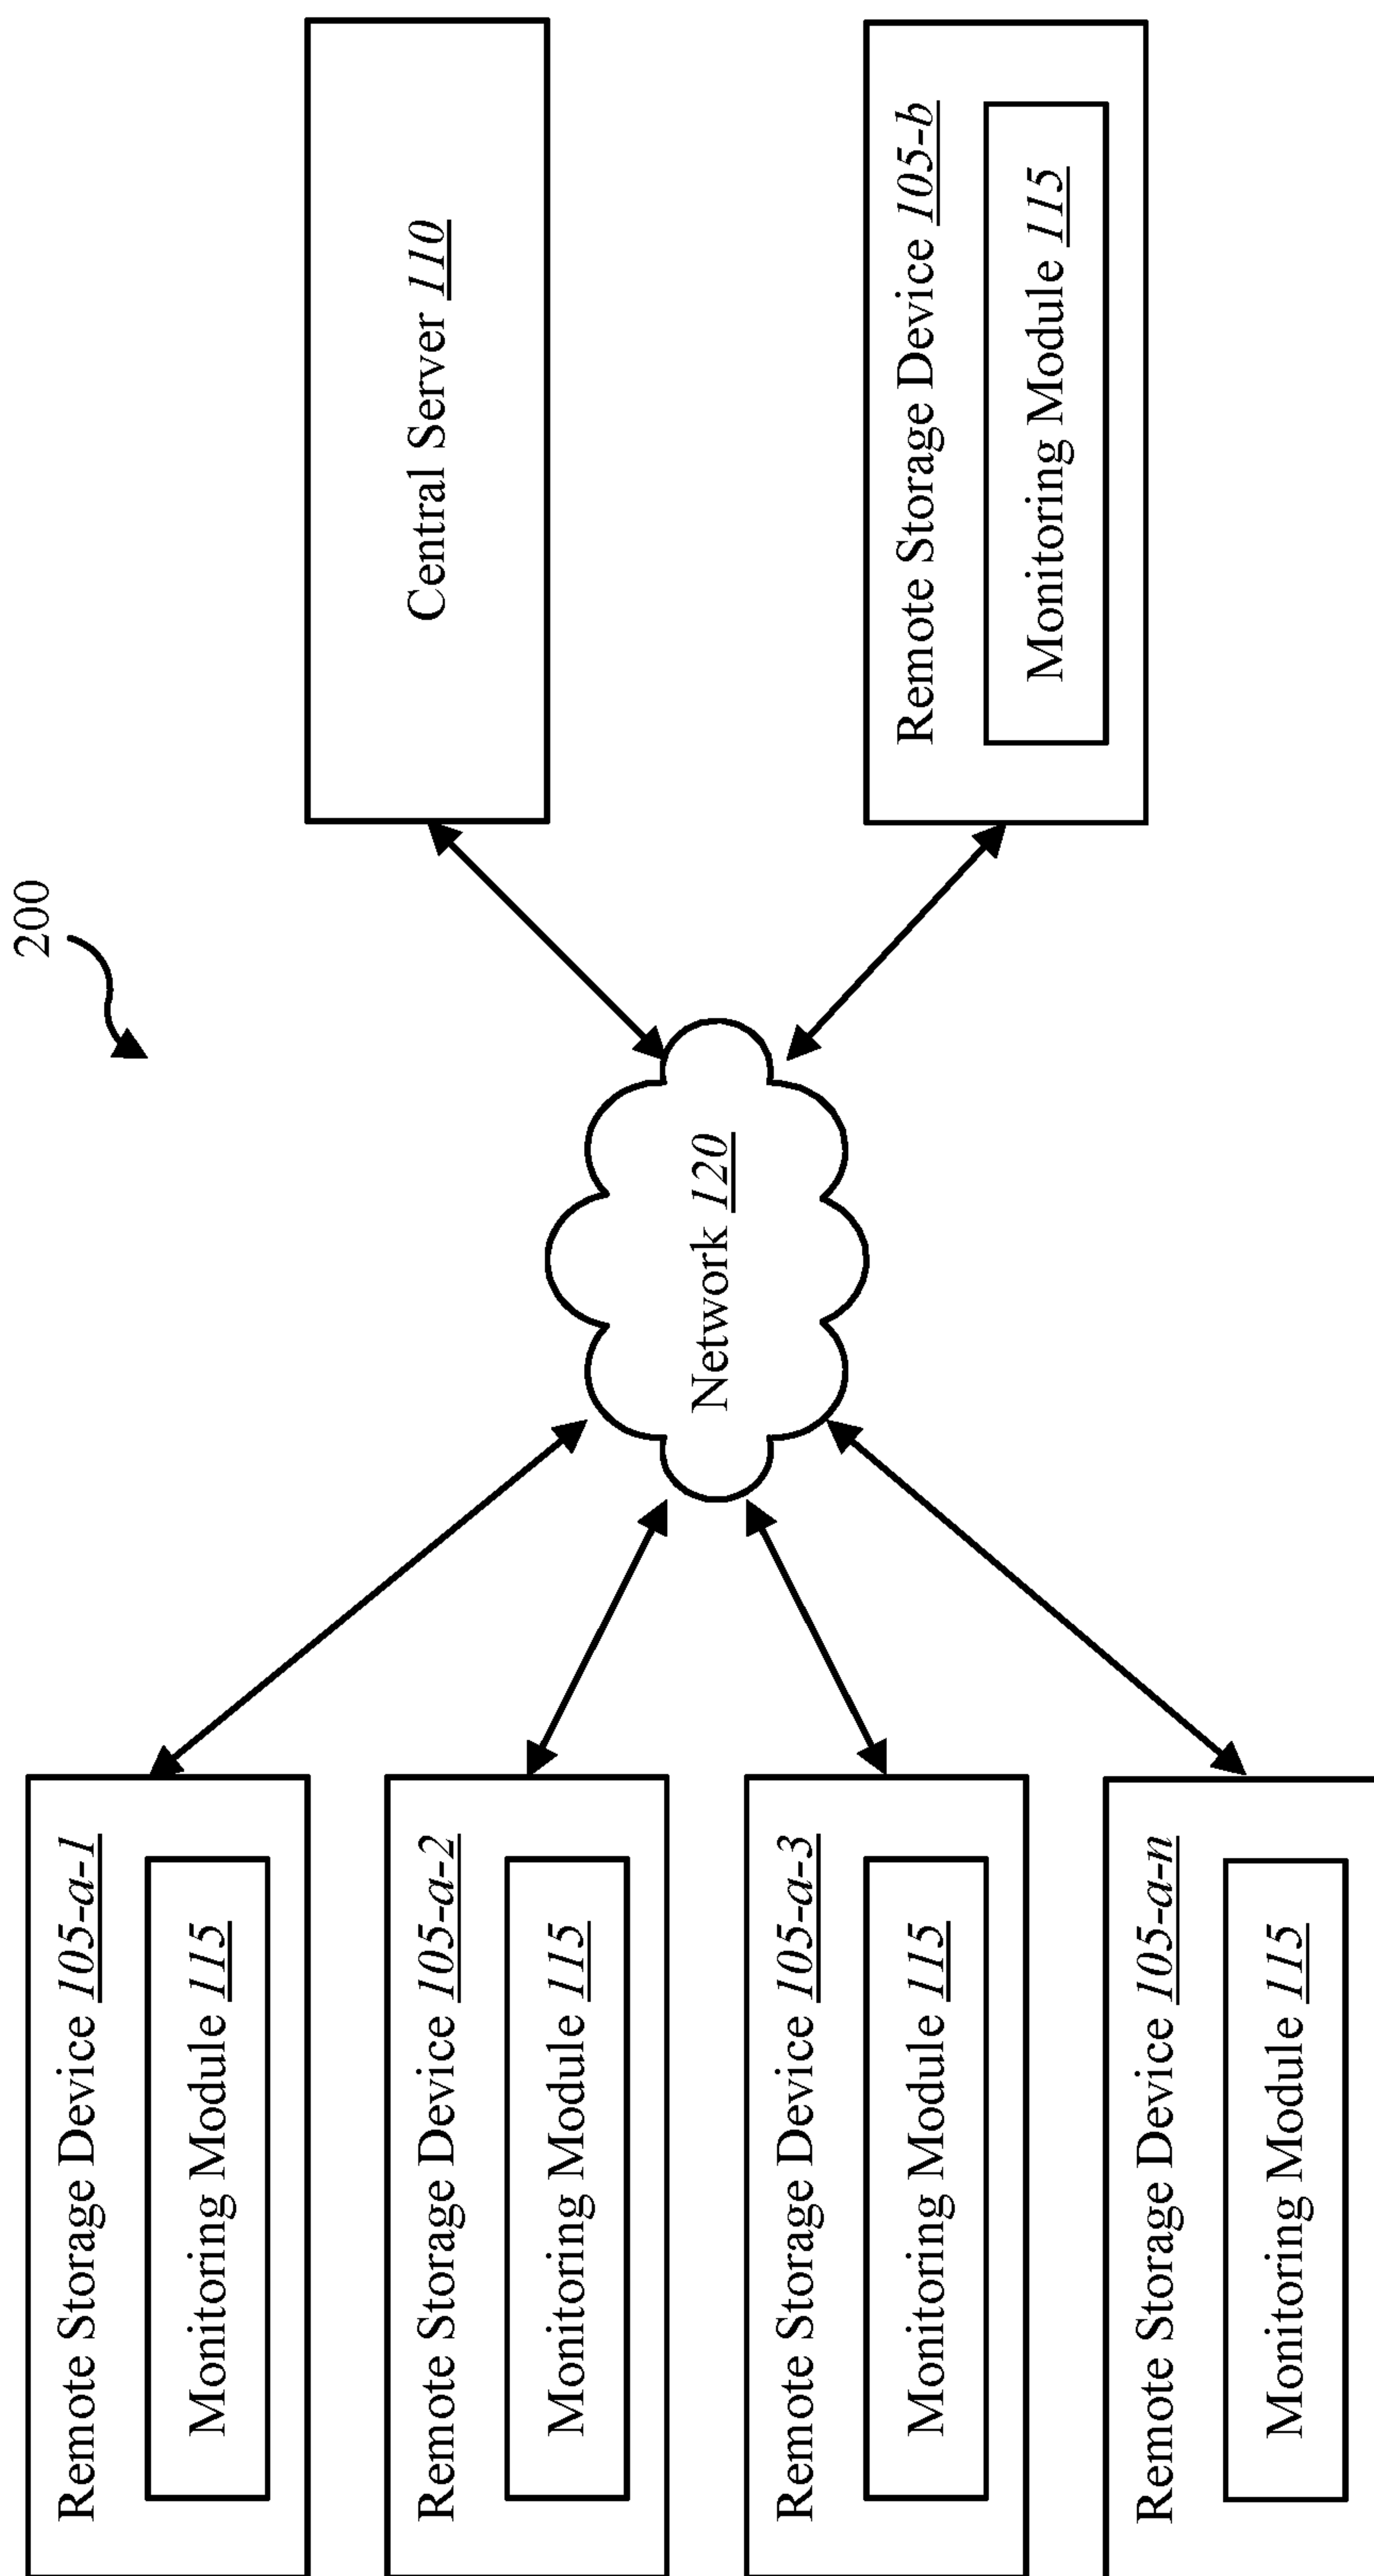 200
Remote Storage Device 105-a-1
Monitoring Module 115
Remote Storage Device 105-a-2
Monitoring Module 115
Remote Storage Device 105-a-3
Monitoring Module 115
Remote Storage Device 105-a-n
Monitoring Module 115
Network 120
Central Server 110
Remote Storage Device 105-b
Monitoring Module 115